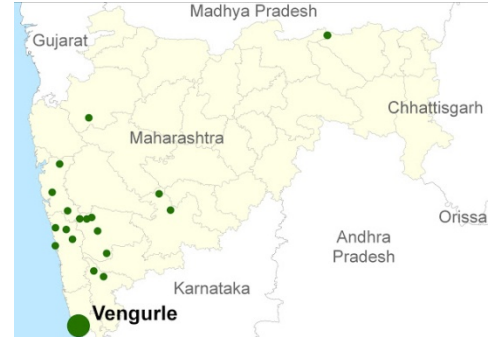 Madhya Pradesh
Gujarat
Chhattisgarh
Maharashtra
Orissa
Andhra
Pradesh
Karnataka
Vengurle